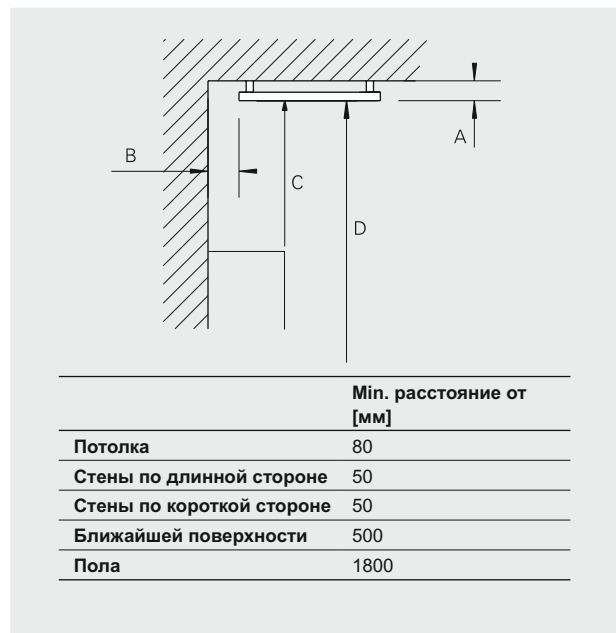 A
B
C
D
Min. расстояние от
[мм]
Потолка 80
Стены по длинной стороне 50
Стены по короткой стороне 50
Ближайшей поверхности 500
Пола 1800